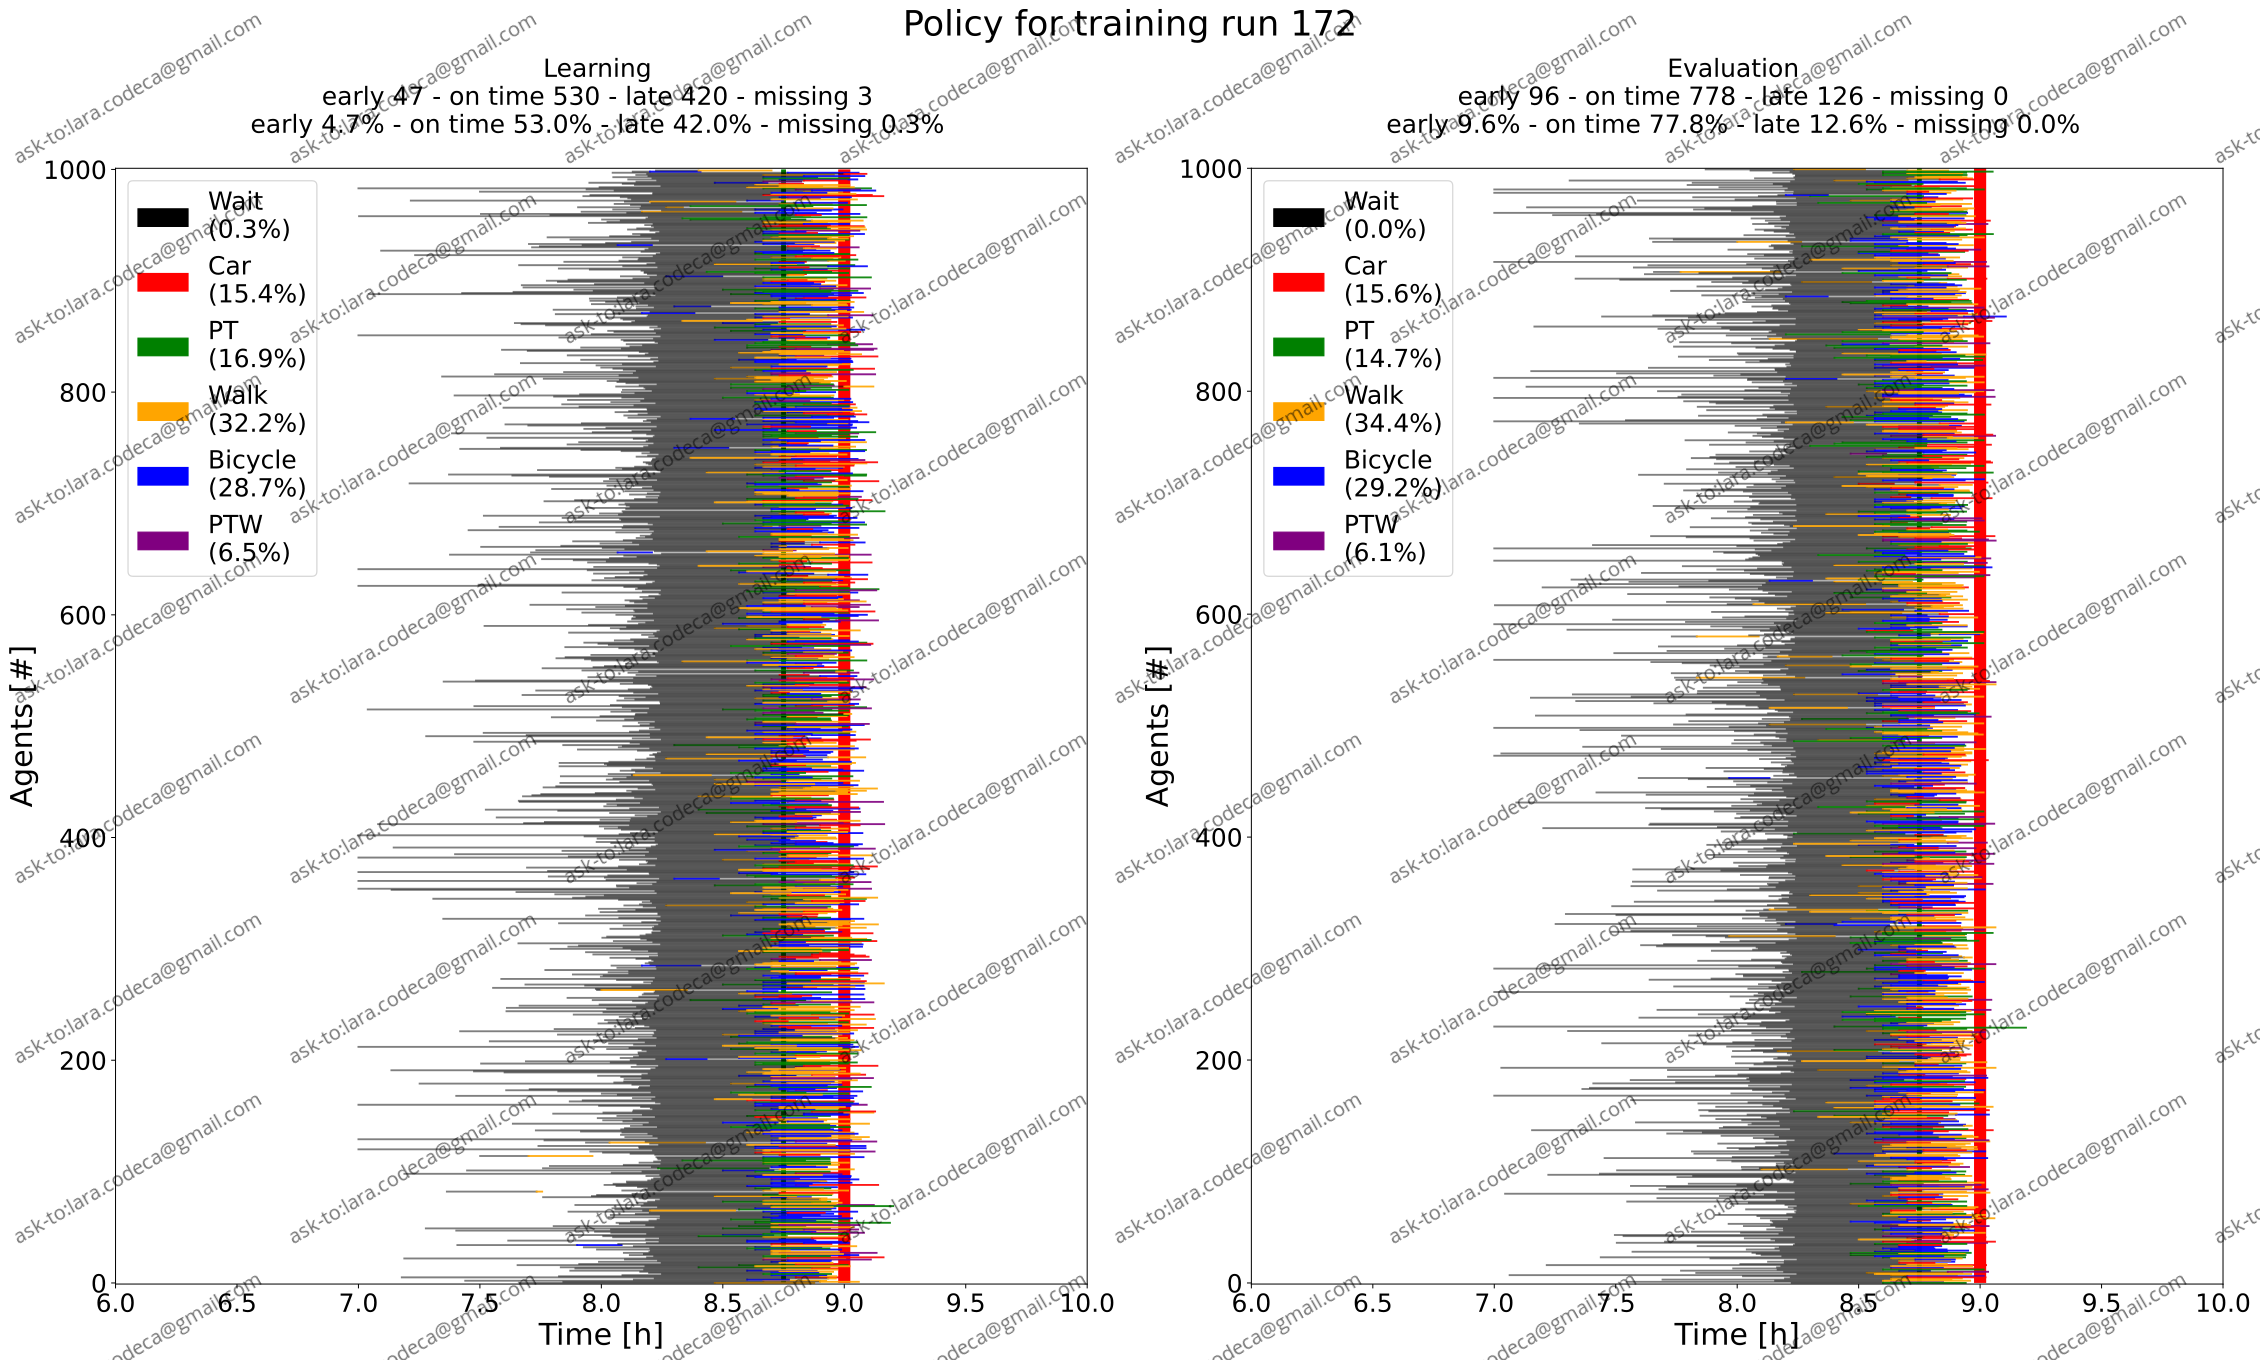 Policy for training run 172
Learning
early 47 - on time 530 - late 420 - missing 3
early 4.7% - on time 53.0% - late 42.0% - missing 0.3%
1000
800
600
400
200
0
Agents [#]
Wait
(0.3%)
Car
(15.4%)
PT
(16.9%)
Walk
(32.2%)
Bicycle
(28.7%)
PTW
(6.5%)
6.0 6.5 7.0 7.5 8.0 8.5 9.0 9.5 10.0
Time [h]
Evaluation
early 96 - on time 778 - late 126 - missing 0
early 9.6% - on time 77.8% - late 12.6% - missing 0.0%
1000
800
600
400
200
0
Agents [#]
Wait
(0.0%)
Car
(15.6%)
PT
(14.7%)
Walk
(34.4%)
Bicycle
(29.2%)
PTW
(6.1%)
6.0 6.5 7.0 7.5 8.0 8.5 9.0 9.5 10.0
Time [h]
ask-to:lara.codeca@gmail.com